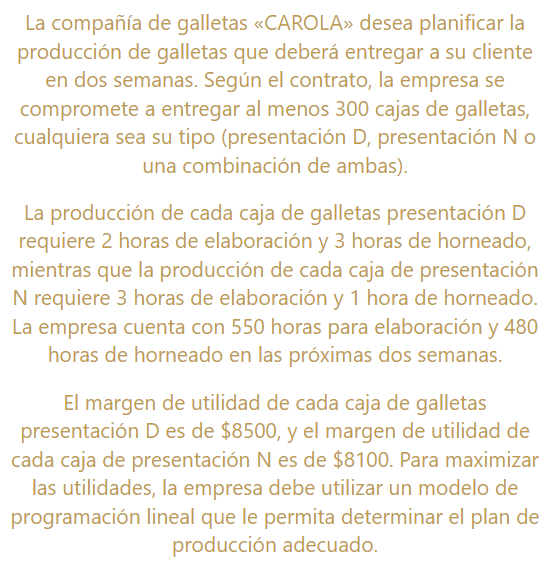 La compañía de galletas «CAROLA» desea planificar la
producción de galletas que deberá entregar a su cliente
en dos semanas. Según el contrato, la empresa se
compromete a entregar al menos 300 cajas de galletas,
cualquiera sea su tipo (presentación D, presentación N o
una combinación de ambas).
La producción de cada caja de galletas presentación D
requiere 2 horas de elaboración y 3 horas de horneado,
mientras que la producción de cada caja de presentación
N requiere 3 horas de elaboración y 1 hora de horneado.
La empresa cuenta con 550 horas para elaboración y 480
horas de horneado en las próximas dos semanas.
El margen de utilidad de cada caja de galletas
presentación D es de $8500, y el margen de utilidad de
cada caja de presentación N es de $8100. Para maximizar
las utilidades, la empresa debe utilizar un modelo de
programación lineal que le permita determinar el plan de
producción adecuado.